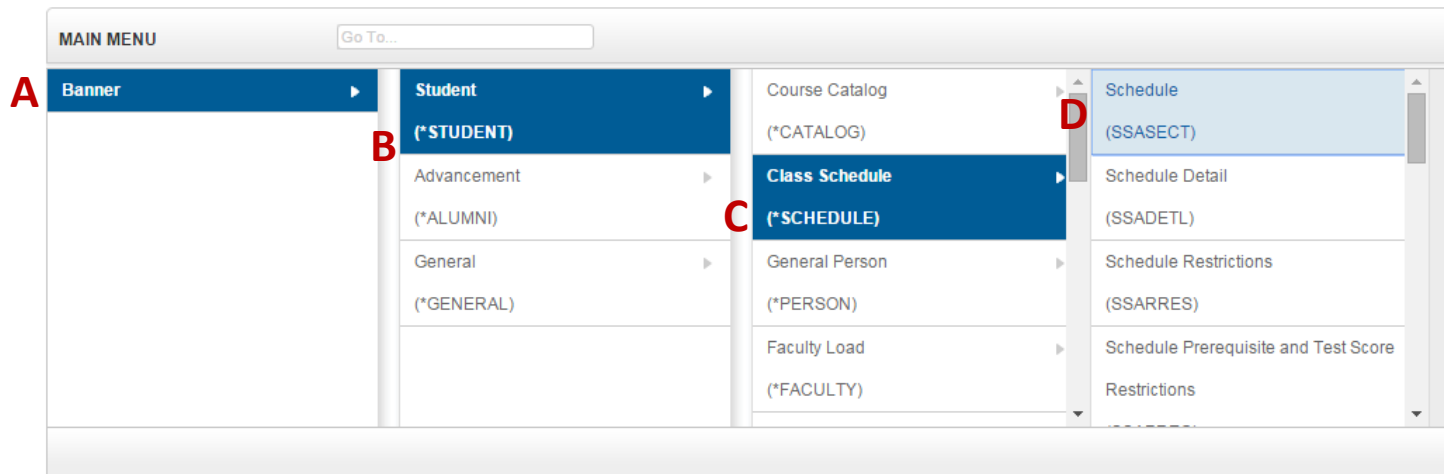 MAIN MENU
Go To...
A
Banner
B
Student
(*STUDENT)
Advancement
(*ALUMNI)
General
(*GENERAL)
C
Course Catalog
(*CATALOG)
Class Schedule
(*SCHEDULE)
General Person
(*PERSON)
Faculty Load
(*FACULTY)
D
Schedule
(SSASECT)
Schedule Detail
(SSADETL)
Schedule Restrictions
(SSARRES)
Schedule Prerequisite and Test Score
Restrictions